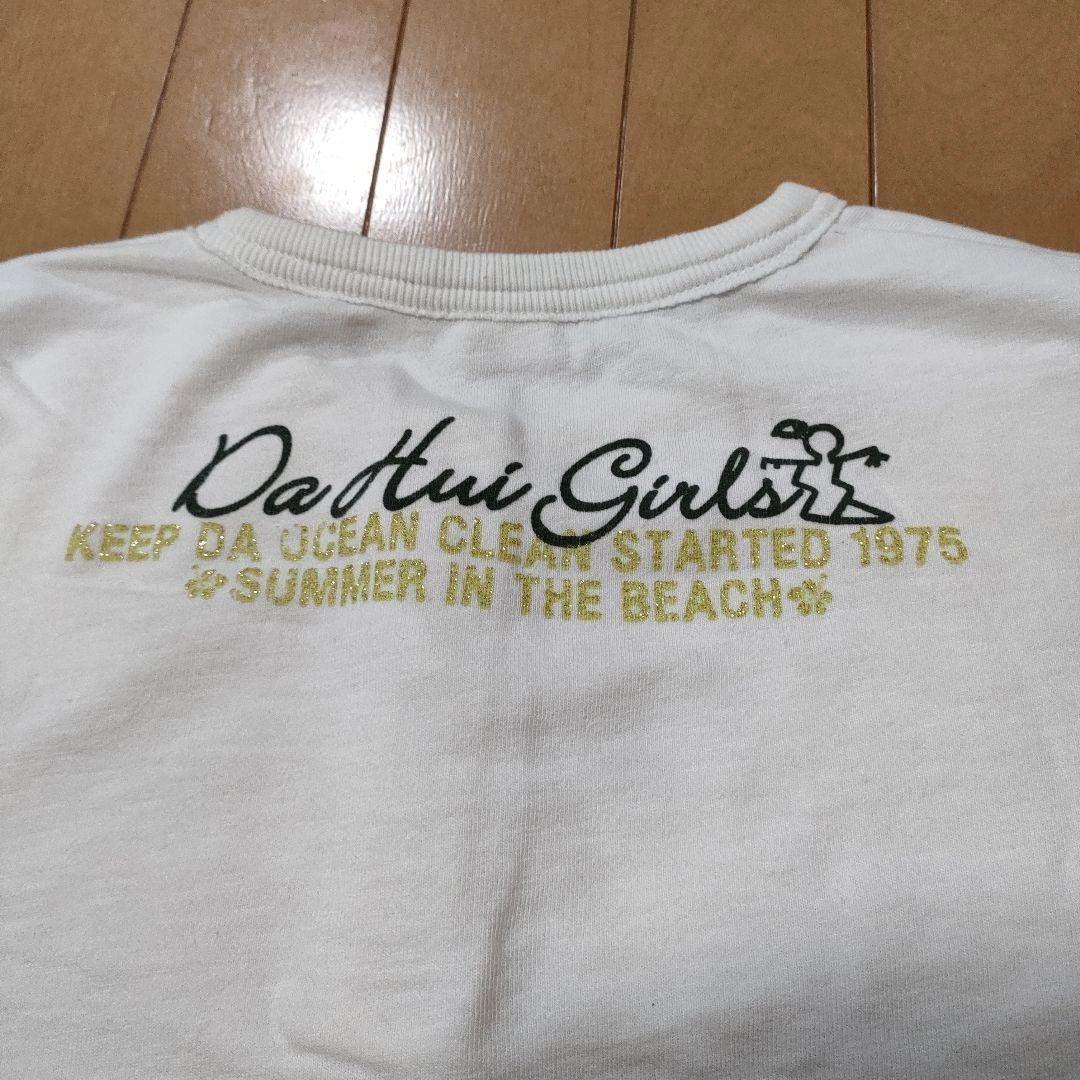 Da Hui Girls
KEEP DA OCEAN CLEAN STARTED 1975
SUMMER IN THE BEACH